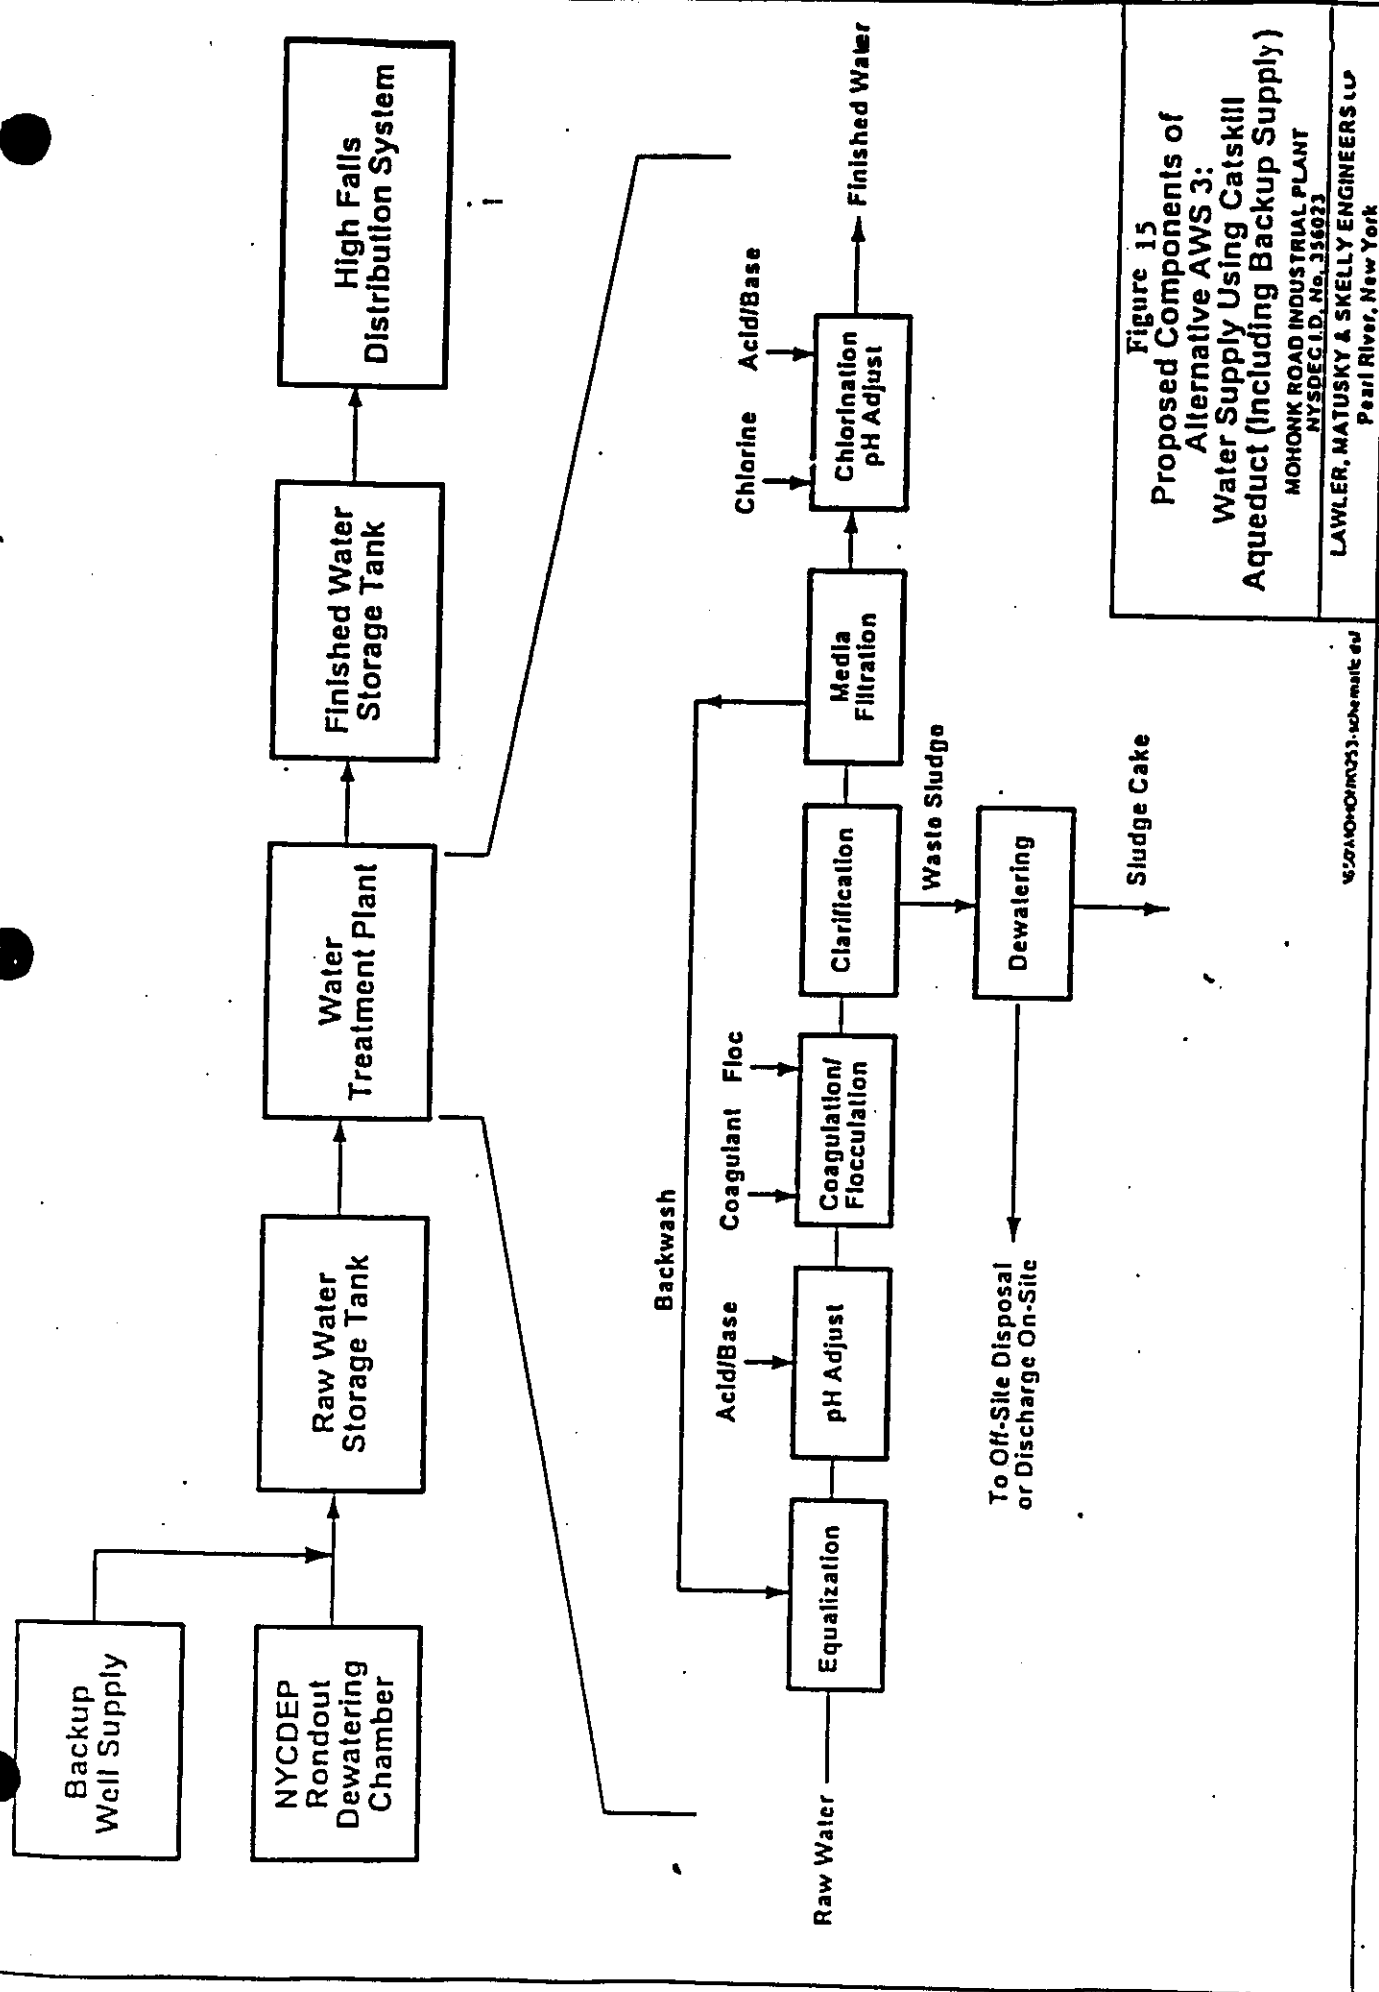 Backup
Well Supply
NYCDEP
Rondout
Dewatering
Chamber
Raw Water
Storage Tank
Water
Treatment Plant
Finished Water
Storage Tank
High Falls
Distribution System
Backwash
Raw Water
Equalization
Acid/Base
pH Adjust
Coagulant
Floc
Coagulation/
Flocculation
Clarification
Media
Filtration
Chlorine
Acid/Base
Chlorination
pH Adjust
Finished Water
Waste Sludge
Dewatering
Sludge Cake
To Off-Site Disposal
or Discharge On-Site
Figure 15
Proposed Components of
Alternative AWS 3:
Water Supply Using Catskill
Aqueduct (Including Backup Supply)
MOHONK ROAD INDUSTRIAL PLANT
NYSDEC I.D. No. 356023
LAWLER, MATUSKY & SKELLY ENGINEERS LLP
Pearl River, New York